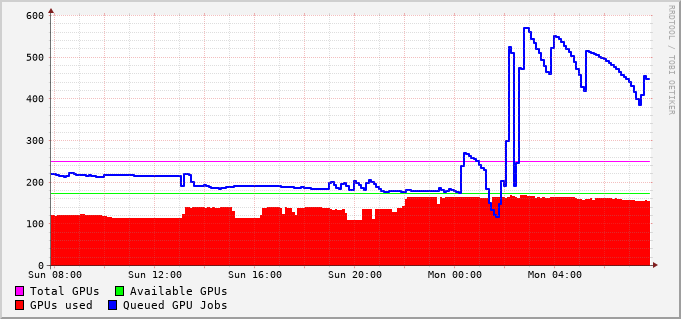 600
500
400
300
200
100
0
Sun 08:00 Sun 12:00 Sun 16:00 Sun 20:00 Mon 00:00 Mon 04:00
Total GPUs Available GPUs
GPUs used Queued GPU Jobs
RRDTOOL / TOBI OETIKER